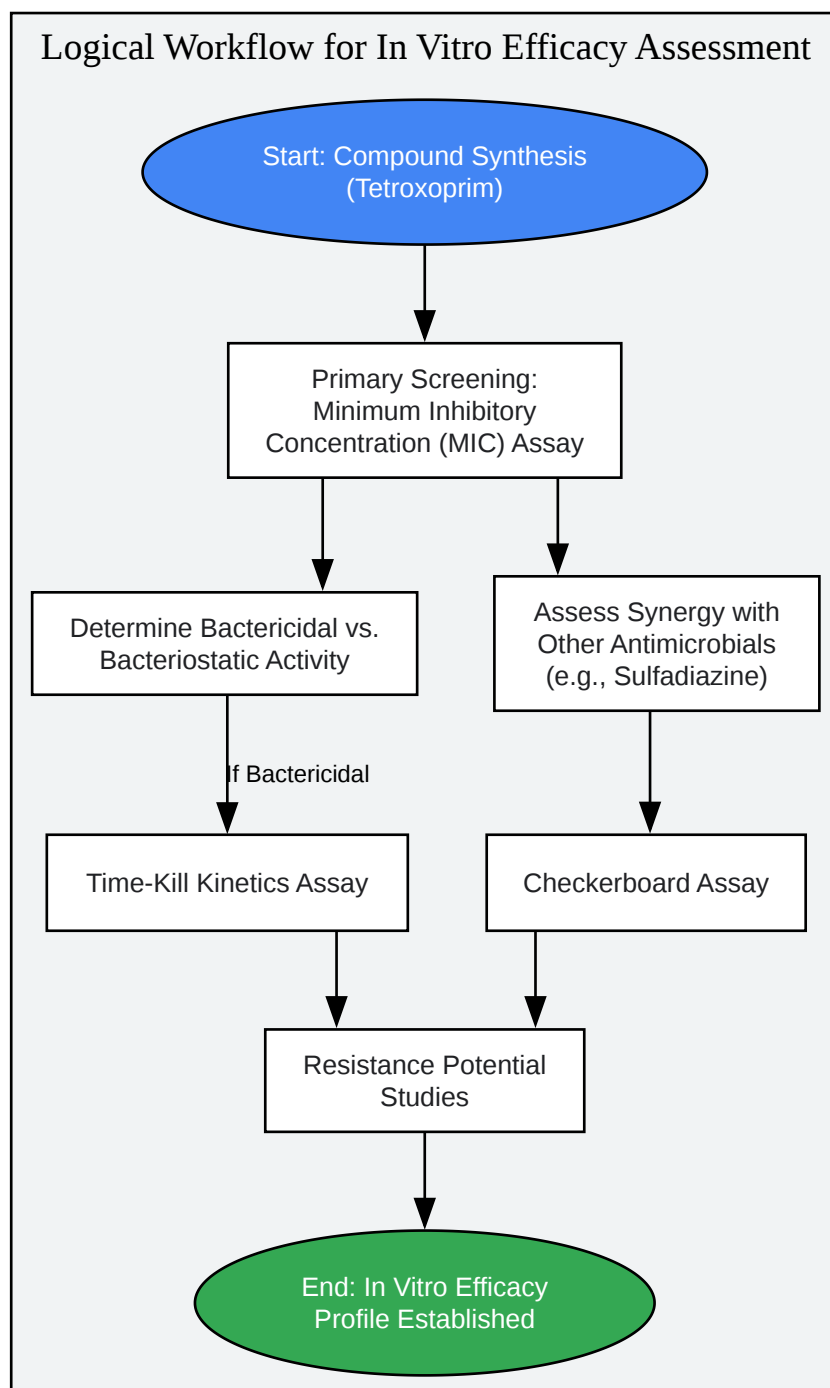 Logical Workflow for In Vitro Efficacy Assessment
Start: Compound Synthesis
(Tetroxoprim)
Primary Screening:
Minimum Inhibitory
Concentration (MIC) Assay
Determine Bactericidal vs.
Bacteriostatic Activity
Assess Synergy with
Other Antimicrobials
(e.g., Sulfadiazine)
If Bactericidal
Time-Kill Kinetics Assay
Checkerboard Assay
Resistance Potential
Studies
End: In Vitro Efficacy
Profile Established